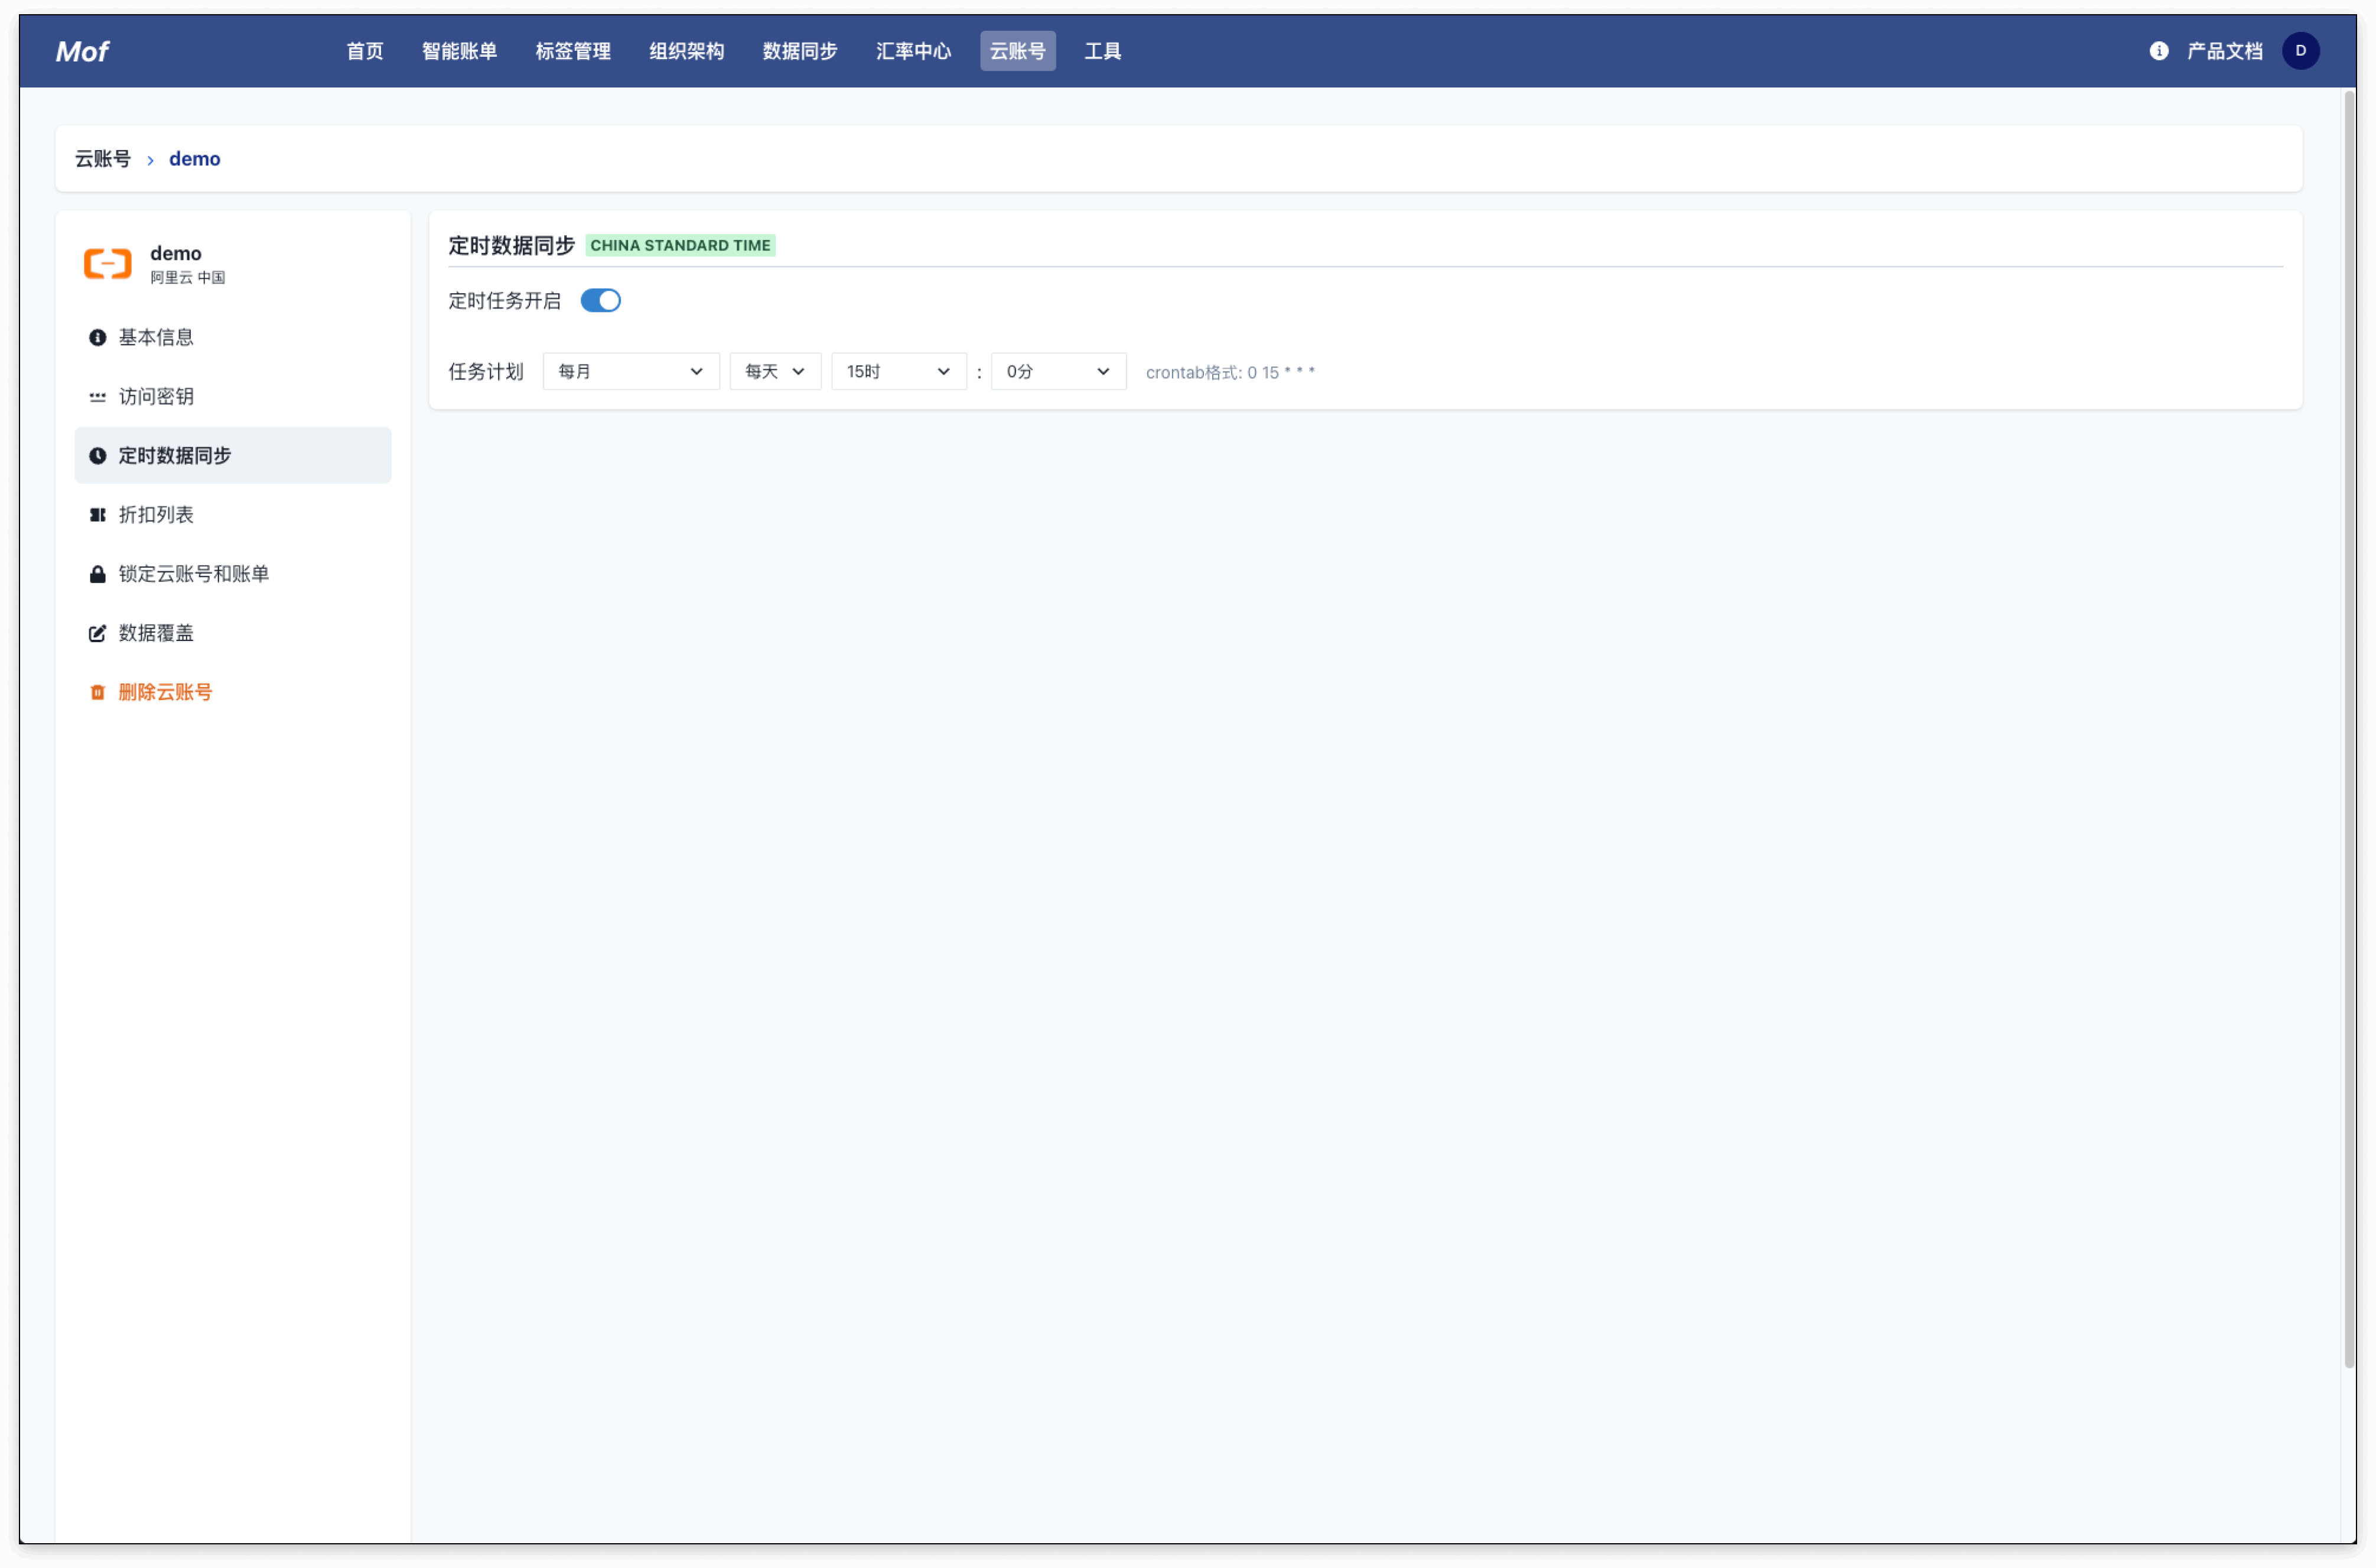 Mof 首页 智能账单 标签管理 组织架构 数据同步 汇率中心 云账号 工具 产品文档 D
云账号 › demo
demo
阿里云 中国
基本信息
访问密钥
定时数据同步
折扣列表
锁定云账号和账单
数据覆盖
删除云账号
定时数据同步 CHINA STANDARD TIME
定时任务开启
任务计划 每月 每天 15时 : 0分 crontab格式: 0 15 * * *